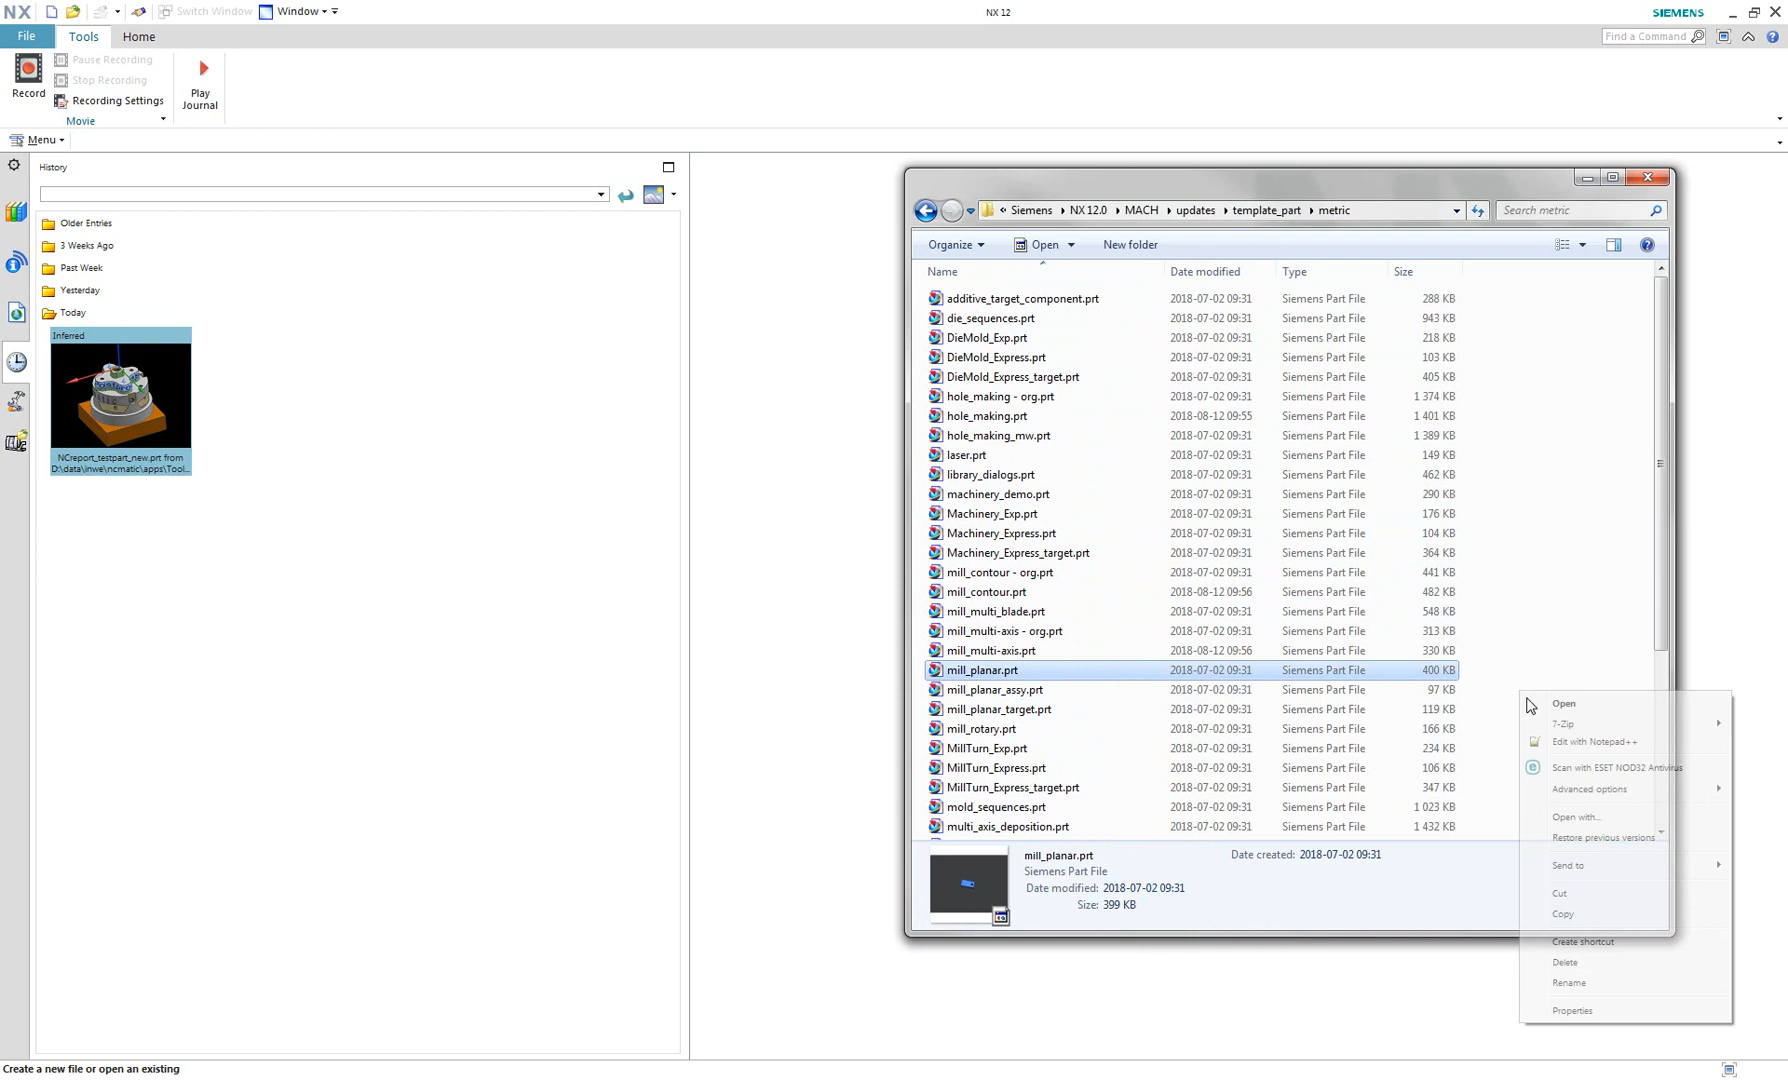 NX Switch Window Window NX 12 SIEMENS
File Tools Home Find a Command
Record
Pause Recording
Stop Recording
Recording Settings
Movie
Play
Journal
Menu
History
Older Entries
3 Weeks Ago
Past Week
Yesterday
Today
Inferred
NCreport_testpart_new.prt from
D:\data\inwe\ncmatic\apps\Tool...
« Siemens NX 12.0 MACH updates template_part metric Search metric
Organize Open New folder
Name Date modified Type Size
additive_target_component.prt 2018-07-02 09:31 Siemens Part File 288 KB
die_sequences.prt 2018-07-02 09:31 Siemens Part File 943 KB
DieMold_Exp.prt 2018-07-02 09:31 Siemens Part File 218 KB
DieMold_Express.prt 2018-07-02 09:31 Siemens Part File 103 KB
DieMold_Express_target.prt 2018-07-02 09:31 Siemens Part File 405 KB
hole_making - org.prt 2018-07-02 09:31 Siemens Part File 1 374 KB
hole_making.prt 2018-08-12 09:55 Siemens Part File 1 401 KB
hole_making_mw.prt 2018-07-02 09:31 Siemens Part File 1 389 KB
laser.prt 2018-07-02 09:31 Siemens Part File 149 KB
library_dialogs.prt 2018-07-02 09:31 Siemens Part File 462 KB
machinery_demo.prt 2018-07-02 09:31 Siemens Part File 290 KB
Machinery_Exp.prt 2018-07-02 09:31 Siemens Part File 176 KB
Machinery_Express.prt 2018-07-02 09:31 Siemens Part File 104 KB
Machinery_Express_target.prt 2018-07-02 09:31 Siemens Part File 364 KB
mill_contour - org.prt 2018-07-02 09:31 Siemens Part File 441 KB
mill_contour.prt 2018-08-12 09:56 Siemens Part File 482 KB
mill_multi_blade.prt 2018-07-02 09:31 Siemens Part File 548 KB
mill_multi-axis - org.prt 2018-07-02 09:31 Siemens Part File 313 KB
mill_multi-axis.prt 2018-08-12 09:56 Siemens Part File 330 KB
mill_planar.prt 2018-07-02 09:31 Siemens Part File 400 KB
mill_planar_assy.prt 2018-07-02 09:31 Siemens Part File 97 KB
mill_planar_target.prt 2018-07-02 09:31 Siemens Part File 119 KB
mill_rotary.prt 2018-07-02 09:31 Siemens Part File 166 KB
MillTurn_Exp.prt 2018-07-02 09:31 Siemens Part File 234 KB
MillTurn_Express.prt 2018-07-02 09:31 Siemens Part File 106 KB
MillTurn_Express_target.prt 2018-07-02 09:31 Siemens Part File 347 KB
mold_sequences.prt 2018-07-02 09:31 Siemens Part File 1 023 KB
multi_axis_deposition.prt 2018-07-02 09:31 Siemens Part File 1 432 KB
mill_planar.prt Date created: 2018-07-02 09:31
Siemens Part File
Date modified: 2018-07-02 09:31
Size: 399 KB
Open
7-Zip
Edit with Notepad++
Scan with ESET NOD32 Antivirus
Advanced options
Open with...
Restore previous versions
Send to
Cut
Copy
Create shortcut
Delete
Rename
Properties
Create a new file or open an existing